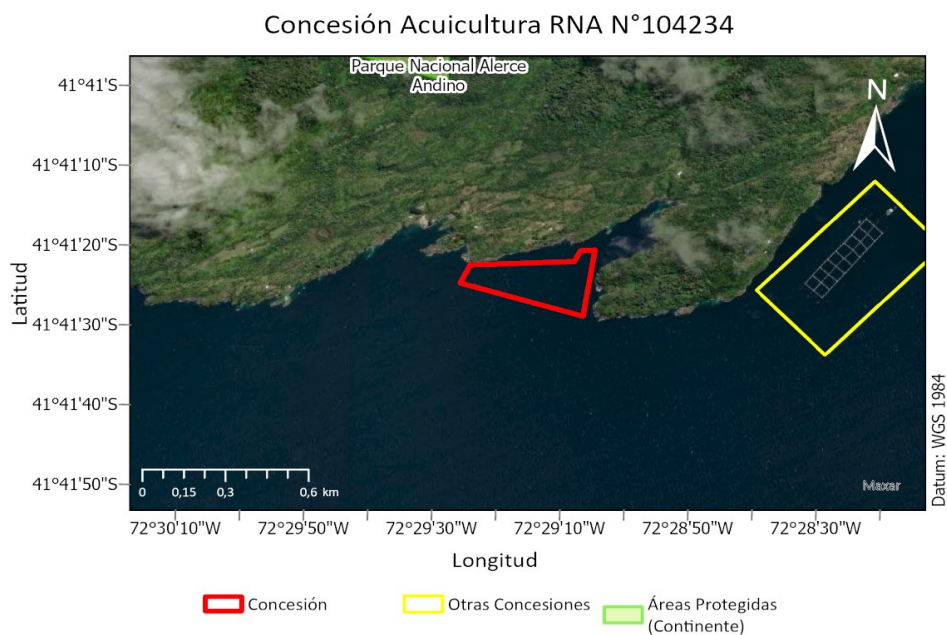 Concesión Acuicultura RNA N°104234
Parque Nacional Alerce
Andino
N
41°41'S
41°41'10"S
41°41'20"S
41°41'30"S
41°41'40"S
41°41'50"S
Latitud
Datum: WGS 1984
0 0,15 0,3 0,6 km
Maxar
72°30'10"W 72°29'50"W 72°29'30"W 72°29'10"W 72°28'50"W 72°28'30"W
Longitud
Concesión
Otras Concesiones
Áreas Protegidas
(Continente)